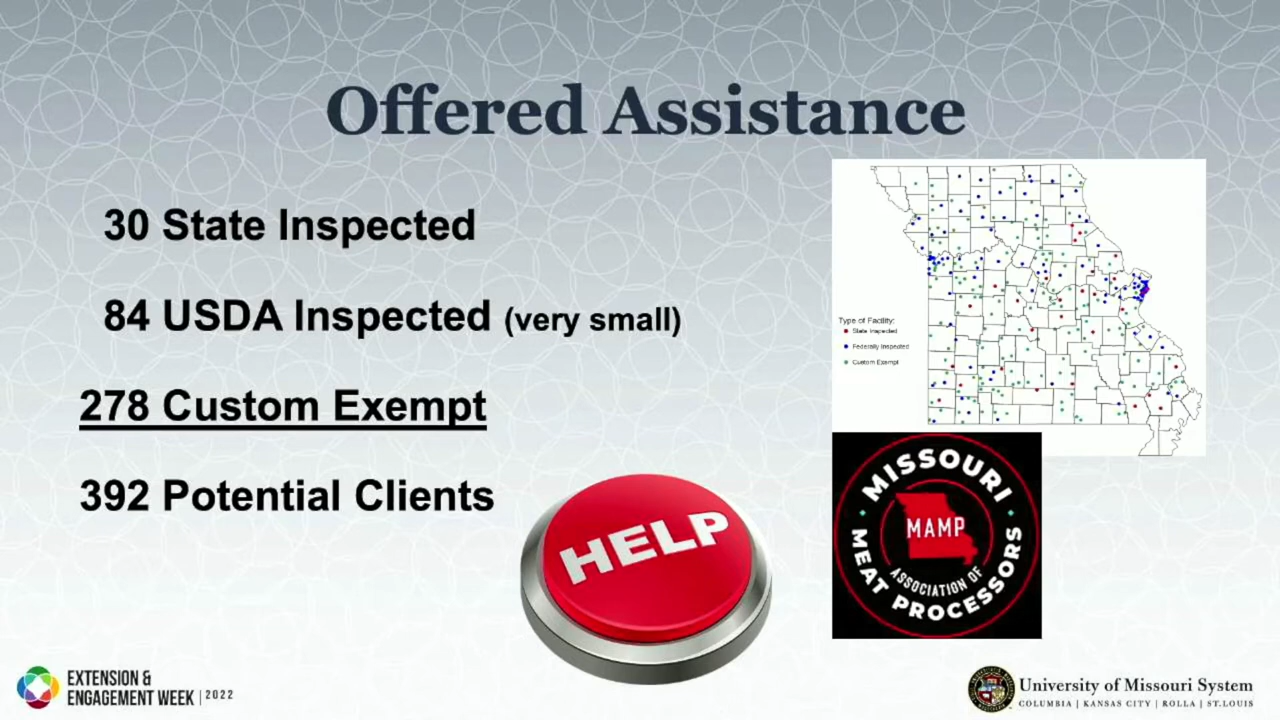 Offered Assistance
30 State Inspected
84 USDA Inspected (very small)
278 Custom Exempt
392 Potential Clients
Type of Facility:
State Inspected
Federally Inspected
Custom Exempt
HELP
MISSOURI
MAMP
ASSOCIATION OF
MEAT PROCESSORS
EXTENSION &
ENGAGEMENT WEEK | 2022
University of Missouri System
COLUMBIA | KANSAS CITY | ROLLA | ST.LOUIS